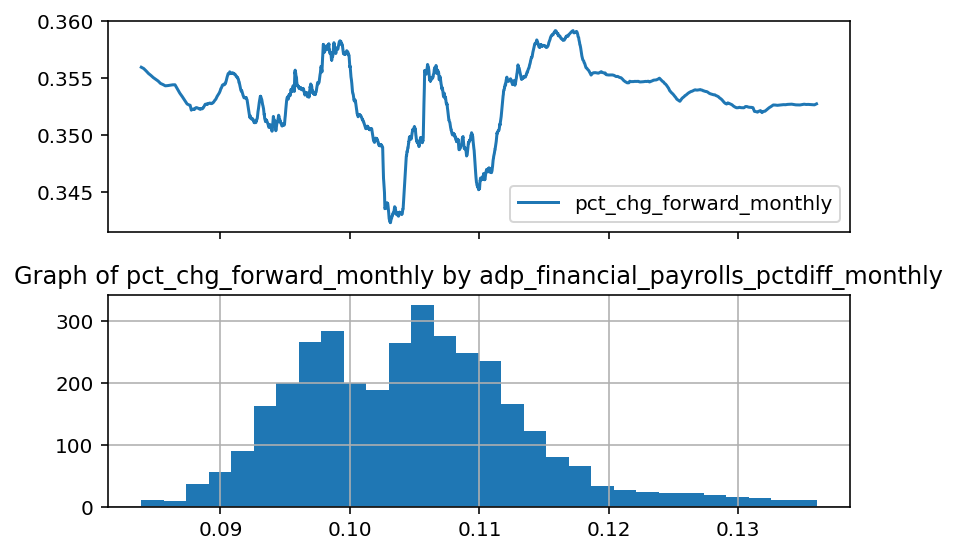 0.360
0.355
0.350
0.345
pct_chg_forward_monthly
Graph of pct_chg_forward_monthly by adp_financial_payrolls_pctdiff_monthly
300
200
100
0
0.09 0.10 0.11 0.12 0.13